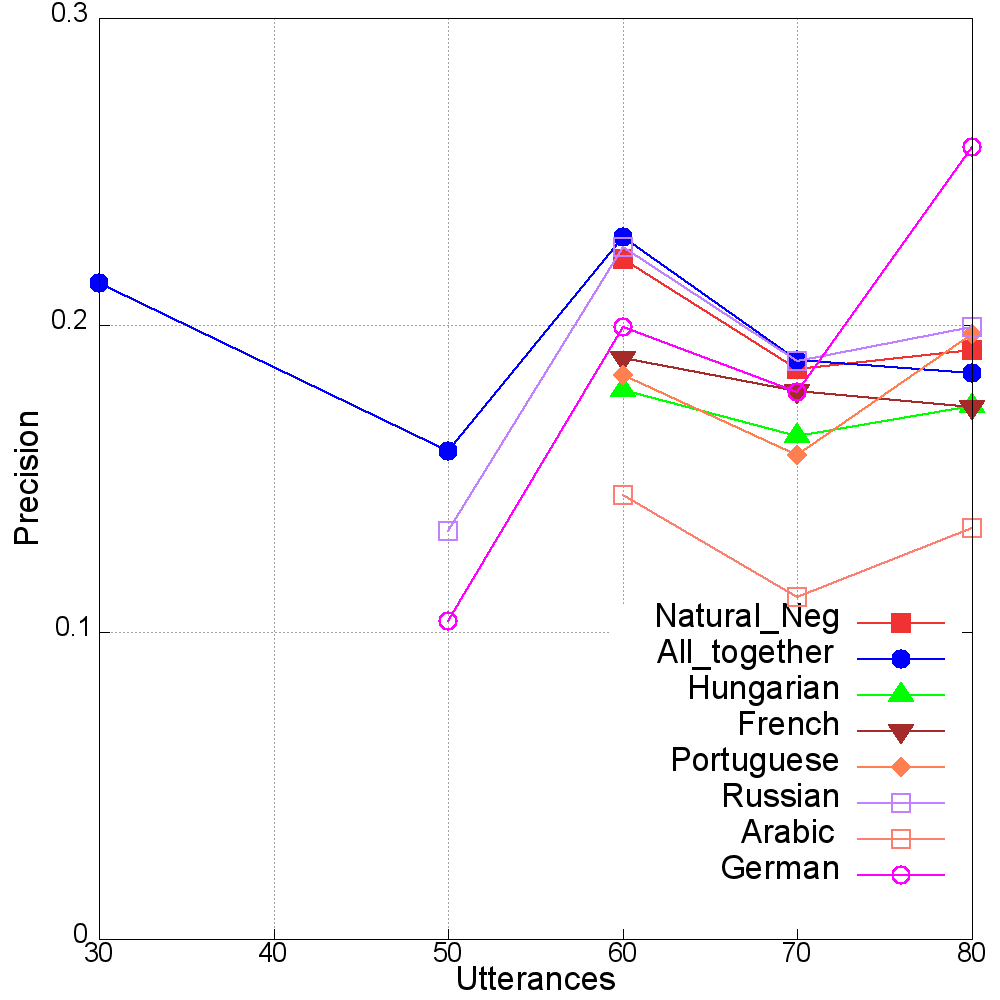 0.3
0.2
0.1
0
Precision
30 40 50 60 70 80
Utterances
Natural_Neg
All_together
Hungarian
French
Portuguese
Russian
Arabic
German